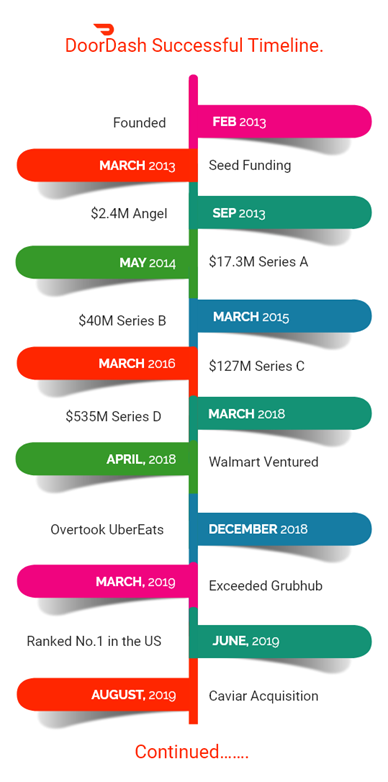 DoorDash Successful Timeline.
Founded
FEB 2013
MARCH 2013
Seed Funding
$2.4M Angel
SEP 2013
MAY 2014
$17.3M Series A
$40M Series B
MARCH 2015
MARCH 2016
$127M Series C
$535M Series D
MARCH 2018
APRIL, 2018
Walmart Ventured
Overtook UberEats
DECEMBER 2018
MARCH, 2019
Exceeded Grubhub
Ranked No.1 in the US
JUNE, 2019
AUGUST, 2019
Caviar Acquisition
Continued.......